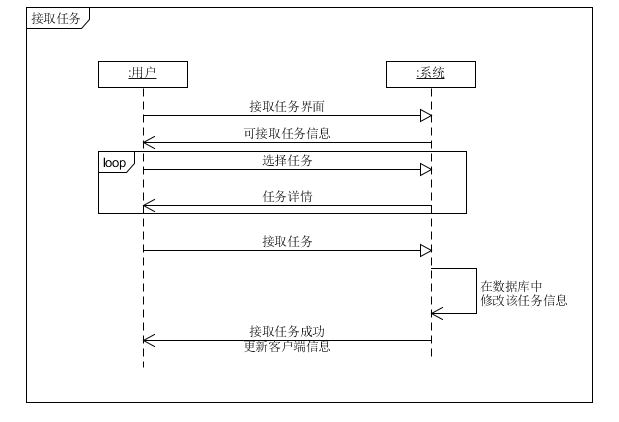 接取任务
:用户
:系统
接取任务界面
可接取任务信息
loop
选择任务
任务详情
接取任务
在数据库中
修改该任务信息
接取任务成功
更新客户端信息